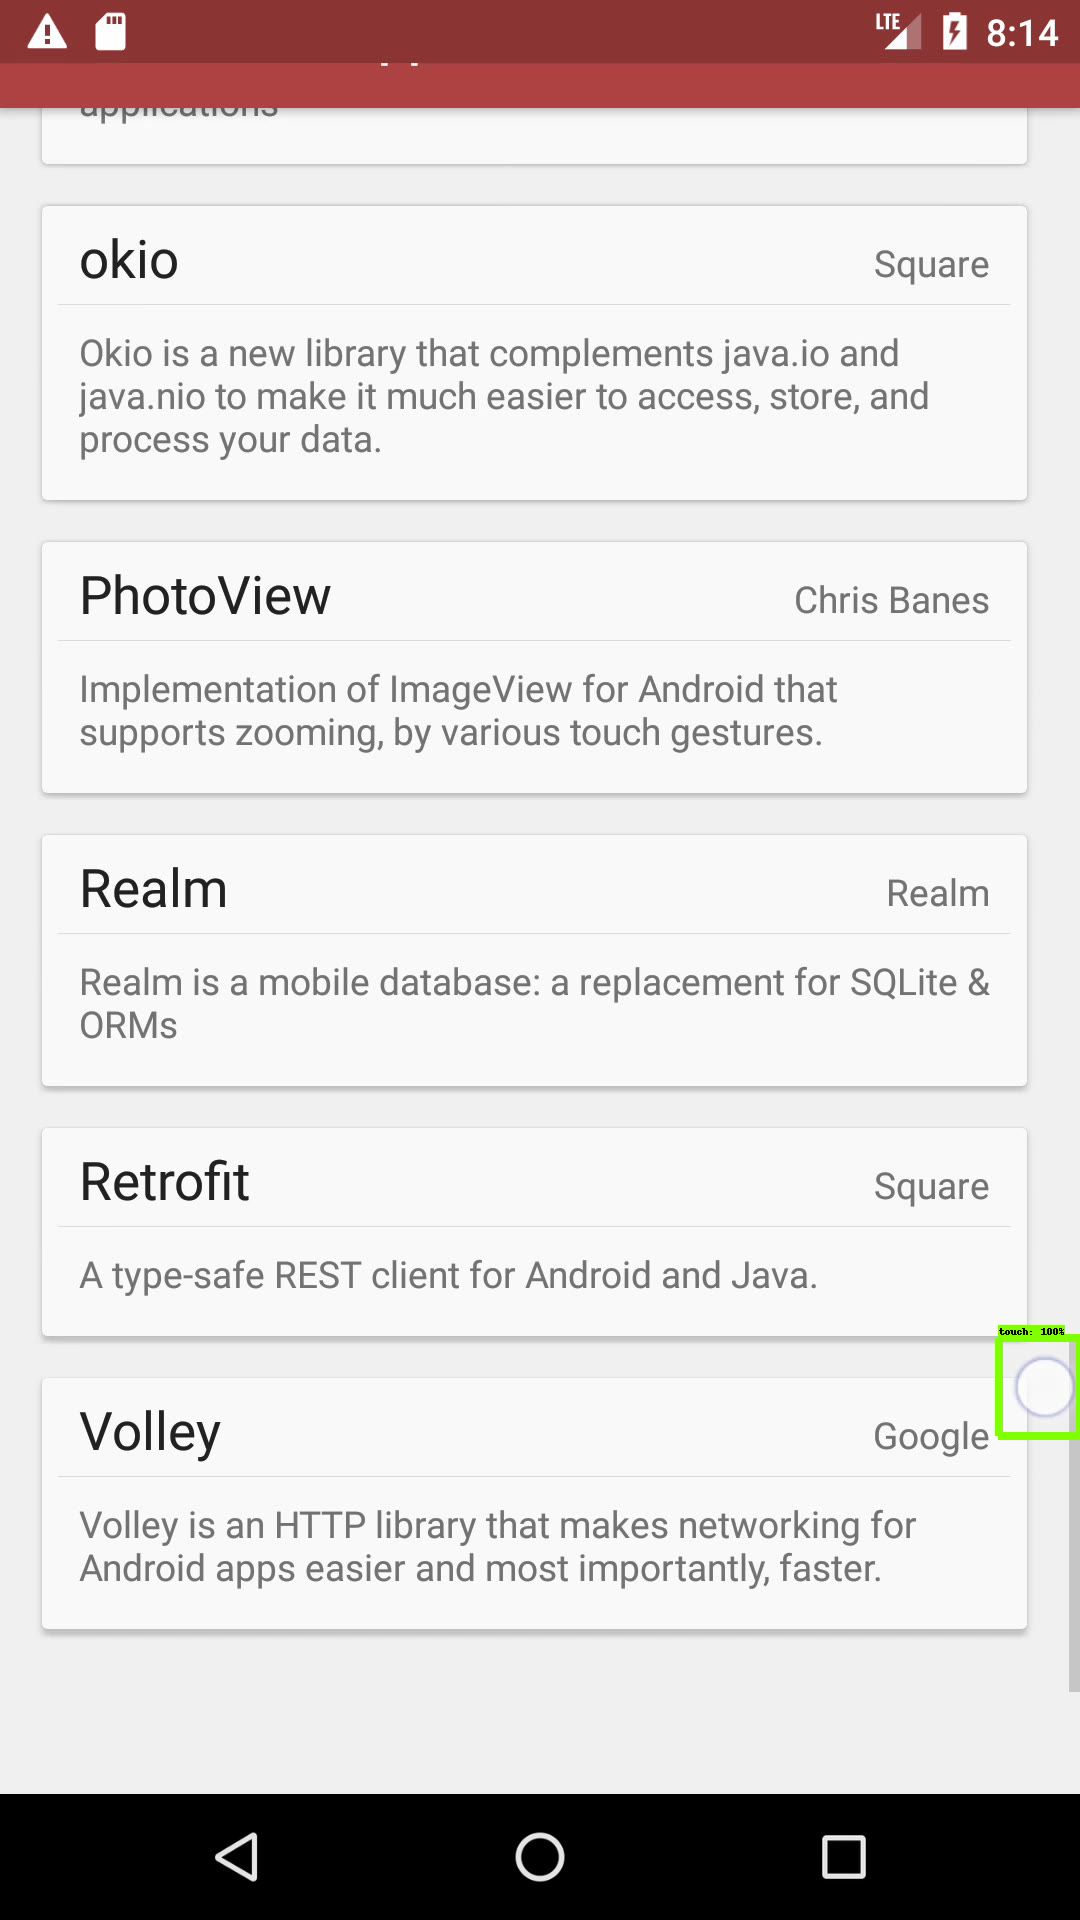 LTE 8:14
applications
okio Square
Okio is a new library that complements java.io and
java.nio to make it much easier to access, store, and
process your data.
PhotoView Chris Banes
Implementation of ImageView for Android that
supports zooming, by various touch gestures.
Realm Realm
Realm is a mobile database: a replacement for SQLite &
ORMs
Retrofit Square
A type-safe REST client for Android and Java.
touch: 100%
Volley Google
Volley is an HTTP library that makes networking for
Android apps easier and most importantly, faster.